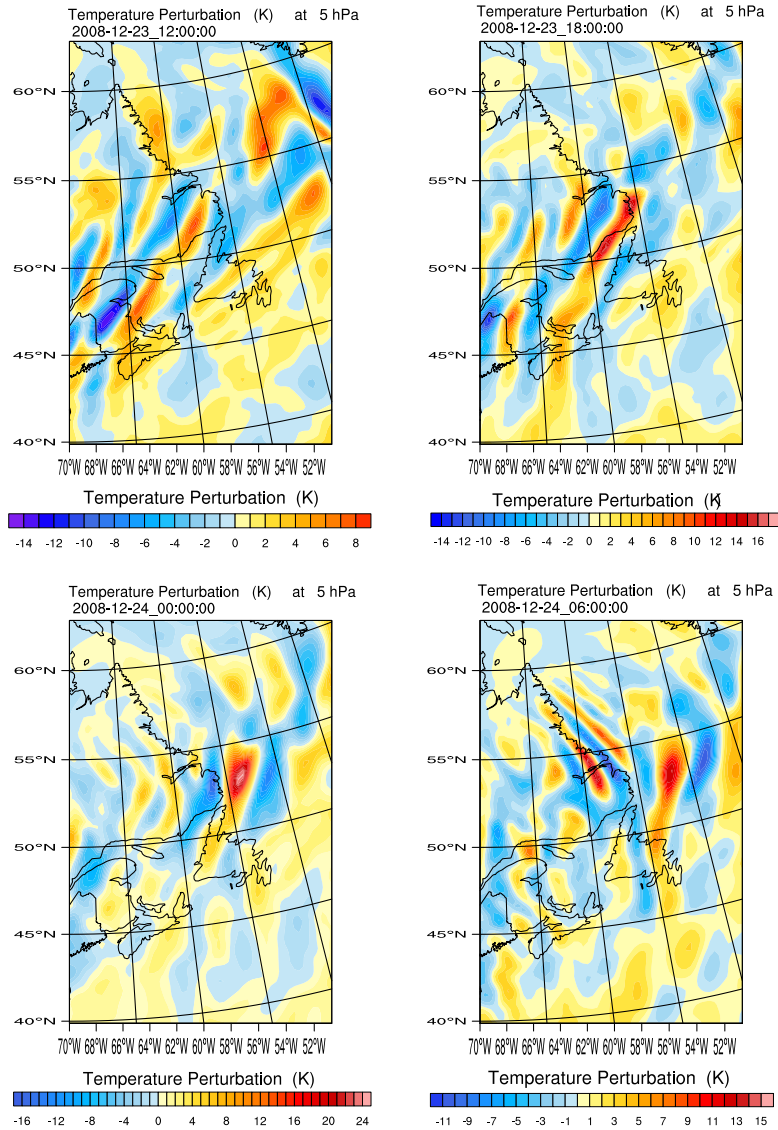 Temperature Perturbation (K) at 5 hPa
2008-12-23_12:00:00
60°N
55°N
50°N
45°N
40°N
70°W 68°W 66°W 64°W 62°W 60°W 58°W 56°W 54°W 52°W
Temperature Perturbation (K)
-14 -12 -10 -8 -6 -4 -2 0 2 4 6 8
Temperature Perturbation (K) at 5 hPa
2008-12-23_18:00:00
60°N
55°N
50°N
45°N
40°N
70°W 68°W 66°W 64°W 62°W 60°W 58°W 56°W 54°W 52°W
Temperature Perturbation (K)
-14 -12 -10 -8 -6 -4 -2 0 2 4 6 8 10 12 14 16
Temperature Perturbation (K) at 5 hPa
2008-12-24_00:00:00
60°N
55°N
50°N
45°N
40°N
70°W 68°W 66°W 64°W 62°W 60°W 58°W 56°W 54°W 52°W
Temperature Perturbation (K)
-16 -12 -8 -4 0 4 8 12 16 20 24
Temperature Perturbation (K) at 5 hPa
2008-12-24_06:00:00
60°N
55°N
50°N
45°N
40°N
70°W 68°W 66°W 64°W 62°W 60°W 58°W 56°W 54°W 52°W
Temperature Perturbation (K)
-11 -9 -7 -5 -3 -1 1 3 5 7 9 11 13 15